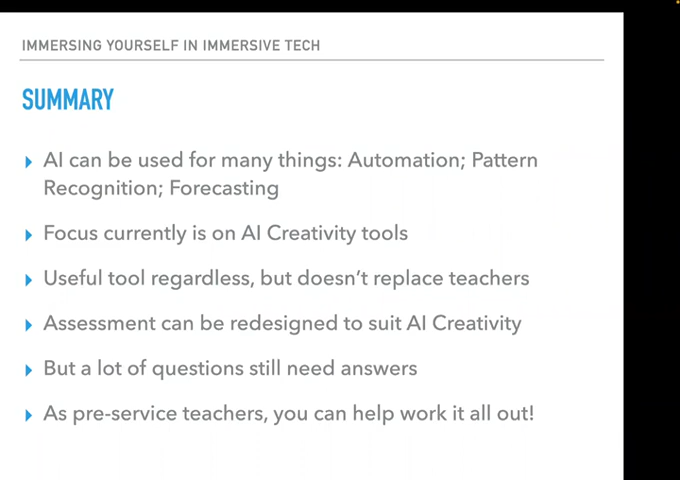 IMMERSING YOURSELF IN IMMERSIVE TECH
SUMMARY
AI can be used for many things: Automation; Pattern
Recognition; Forecasting
Focus currently is on AI Creativity tools
Useful tool regardless, but doesn’t replace teachers
Assessment can be redesigned to suit AI Creativity
But a lot of questions still need answers
As pre-service teachers, you can help work it all out!